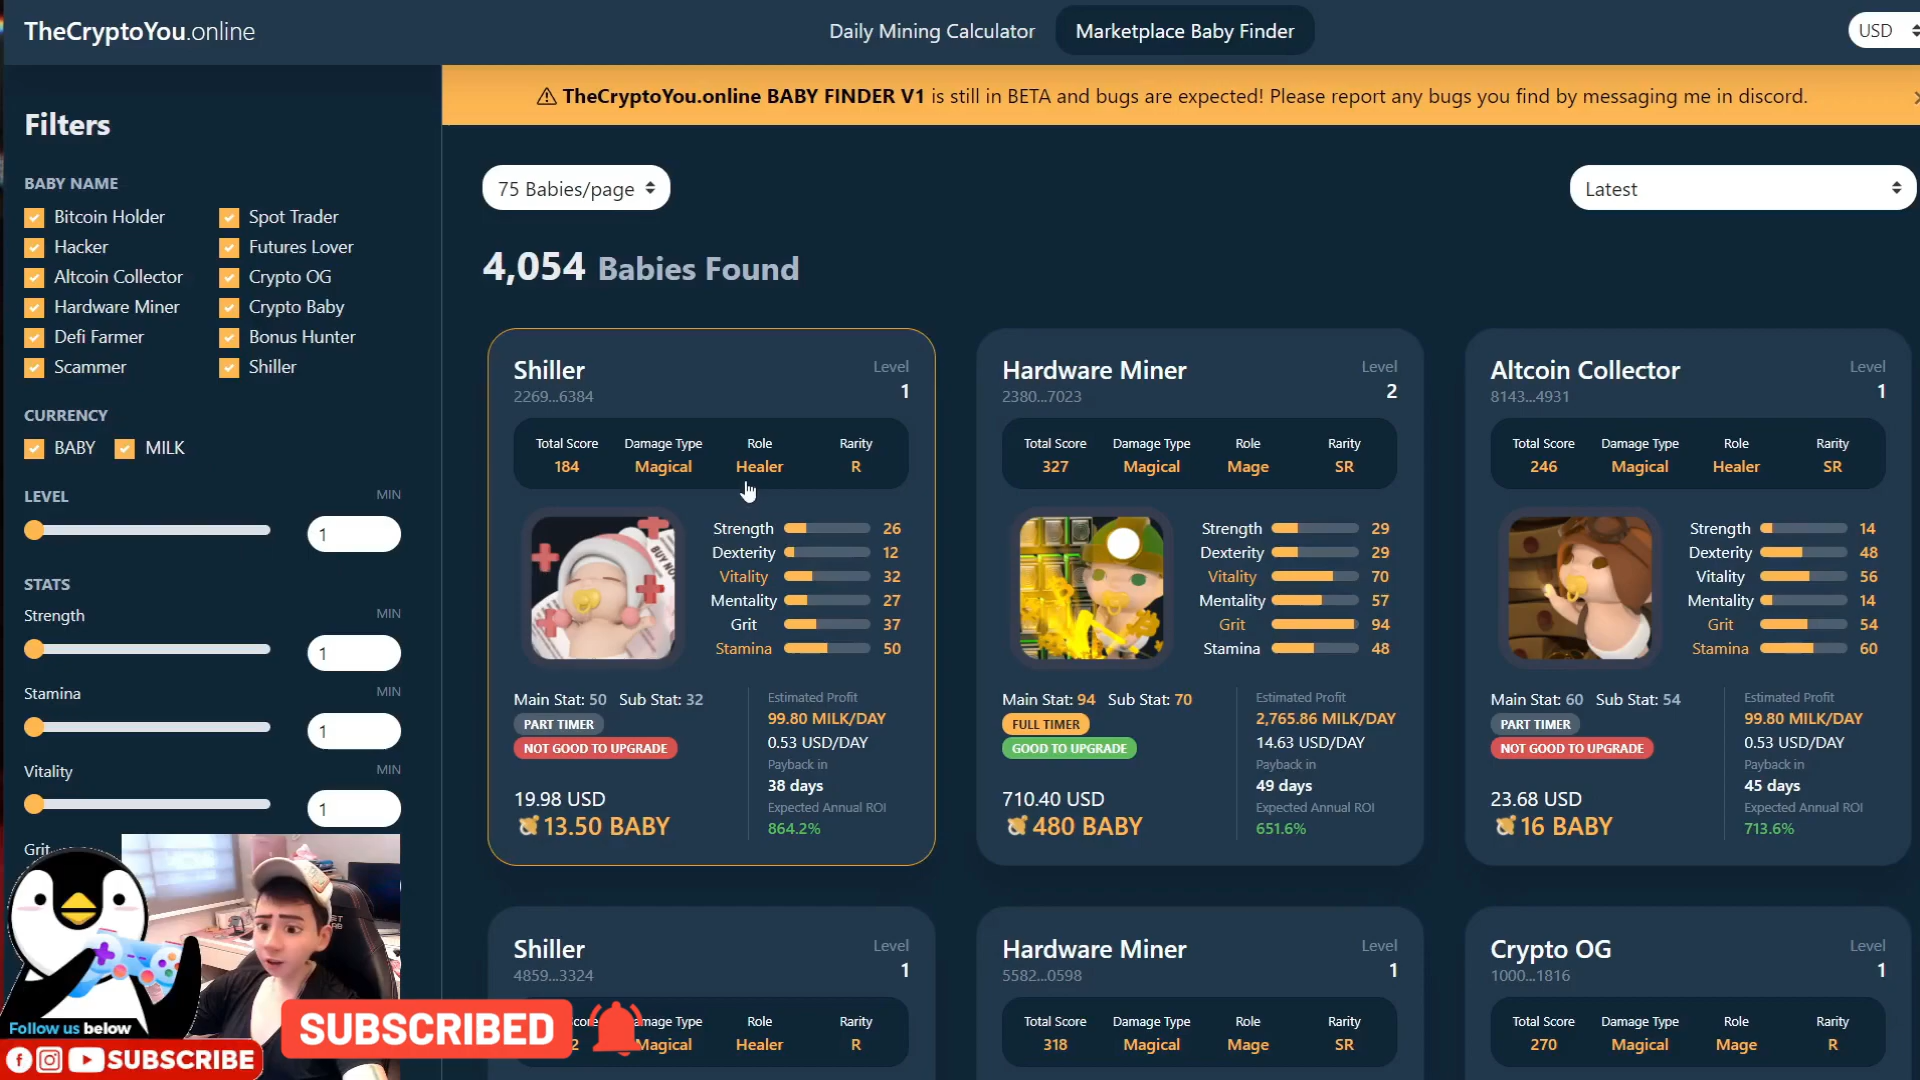 TheCryptoYou.online
Daily Mining Calculator
Marketplace Baby Finder
USD
TheCryptoYou.online BABY FINDER V1 is still in BETA and bugs are expected! Please report any bugs you find by messaging me in discord.
Filters
BABY NAME
Bitcoin Holder
Spot Trader
Hacker
Futures Lover
Altcoin Collector
Crypto OG
Hardware Miner
Crypto Baby
Defi Farmer
Bonus Hunter
Scammer
Shiller
CURRENCY
BABY
MILK
LEVEL
MIN
1
STATS
Strength
MIN
1
Stamina
MIN
1
Vitality
MIN
1
Grit
75 Babies/page
Latest
4,054 Babies Found
Shiller
Level
2269...6384
1
Total Score Damage Type Role Rarity
184 Magical Healer R
Strength 26
Dexterity 12
Vitality 32
Mentality 27
Grit 37
Stamina 50
BUY NOW
Main Stat: 50 Sub Stat: 32
PART TIMER
NOT GOOD TO UPGRADE
19.98 USD
13.50 BABY
Estimated Profit
99.80 MILK/DAY
0.53 USD/DAY
Payback in
38 days
Expected Annual ROI
864.2%
Hardware Miner
Level
2380...7023
2
Total Score Damage Type Role Rarity
327 Magical Mage SR
Strength 29
Dexterity 29
Vitality 70
Mentality 57
Grit 94
Stamina 48
Main Stat: 94 Sub Stat: 70
FULL TIMER
GOOD TO UPGRADE
710.40 USD
480 BABY
Estimated Profit
2,765.86 MILK/DAY
14.63 USD/DAY
Payback in
49 days
Expected Annual ROI
651.6%
Altcoin Collector
Level
8143...4931
1
Total Score Damage Type Role Rarity
246 Magical Healer SR
Strength 14
Dexterity 48
Vitality 56
Mentality 14
Grit 54
Stamina 60
Main Stat: 60 Sub Stat: 54
PART TIMER
NOT GOOD TO UPGRADE
23.68 USD
16 BABY
Estimated Profit
99.80 MILK/DAY
0.53 USD/DAY
Payback in
45 days
Expected Annual ROI
713.6%
Shiller
Level
4859...3324
1
Role Rarity
Magical Healer R
Hardware Miner
Level
5582...0598
1
Total Score Damage Type Role Rarity
318 Magical Mage SR
Crypto OG
Level
1000...1816
1
Total Score Damage Type Role Rarity
270 Magical Mage R
Follow us below
SUBSCRIBE
SUBSCRIBED